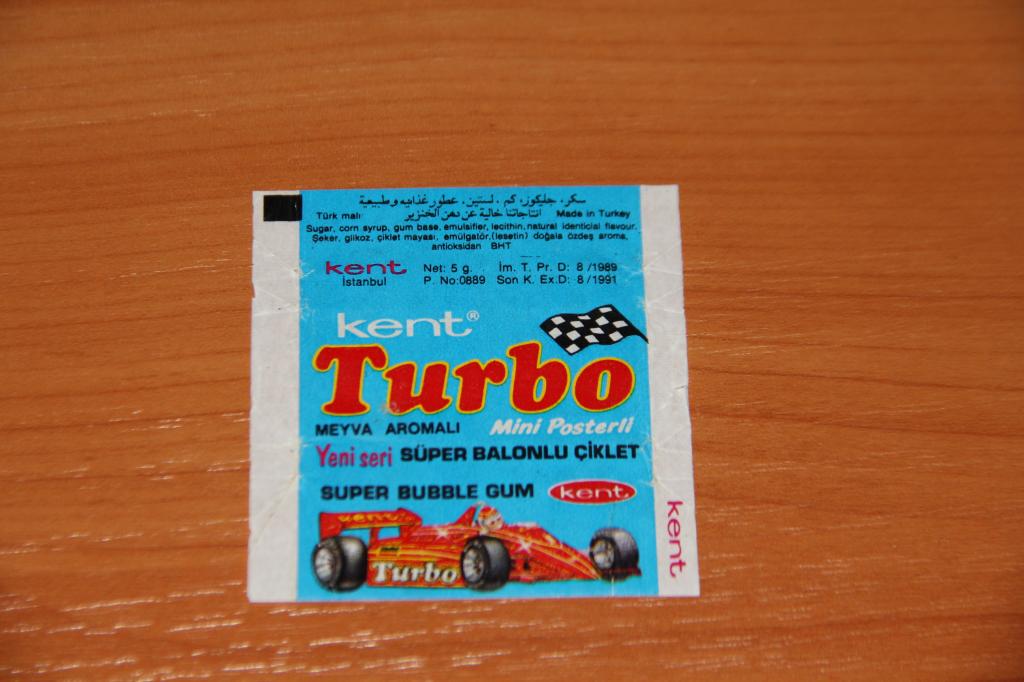 سكر، جليكوز، كم ، لستين، عطور غذائيه وطبيعية
Türk malı انتاجاتنا خالية عن دهن الخنزير Made in Turkey
Sugar, corn syrup, gum base, emulsifier, lecithin, natural identicial flavour.
Şeker, glikoz, çiklet mayası, emülgatör,(lesetin) doğala özdeş aroma,
antioksidan BHT
kent Net: 5 g. İm. T. Pr. D: 8/1989
İstanbul P. No:0889 Son K. Ex.D: 8/1991
kent®
Turbo
MEYVA AROMALI Mini Posterli
Yeni seri SÜPER BALONLU ÇİKLET
SUPER BUBBLE GUM kent
kent
Turbo
kent